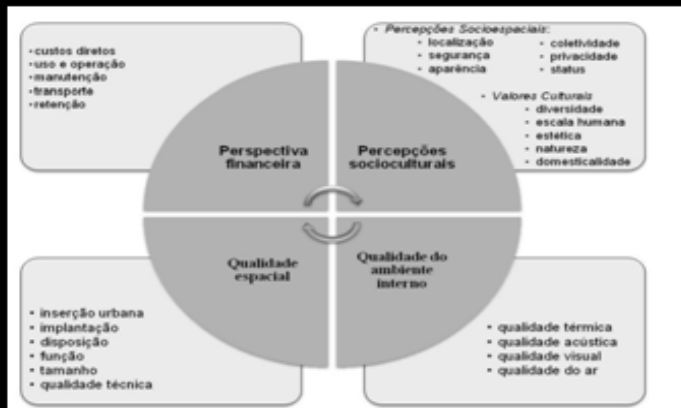 •custos diretos
•uso e operação
•manutenção
•transporte
•retenção
• Percepções Socioespaciais:
• localização
• segurança
• aparência
• coletividade
• privacidade
• status
• Valores Culturais
• diversidade
• escala humana
• estética
• natureza
• domesticalidade
Perspectiva
financeira
Percepções
socioculturais
Qualidade
espacial
Qualidade do
ambiente
interno
• inserção urbana
• implantação
• disposição
• função
• tamanho
• qualidade técnica
• qualidade térmica
• qualidade acústica
• qualidade visual
• qualidade do ar